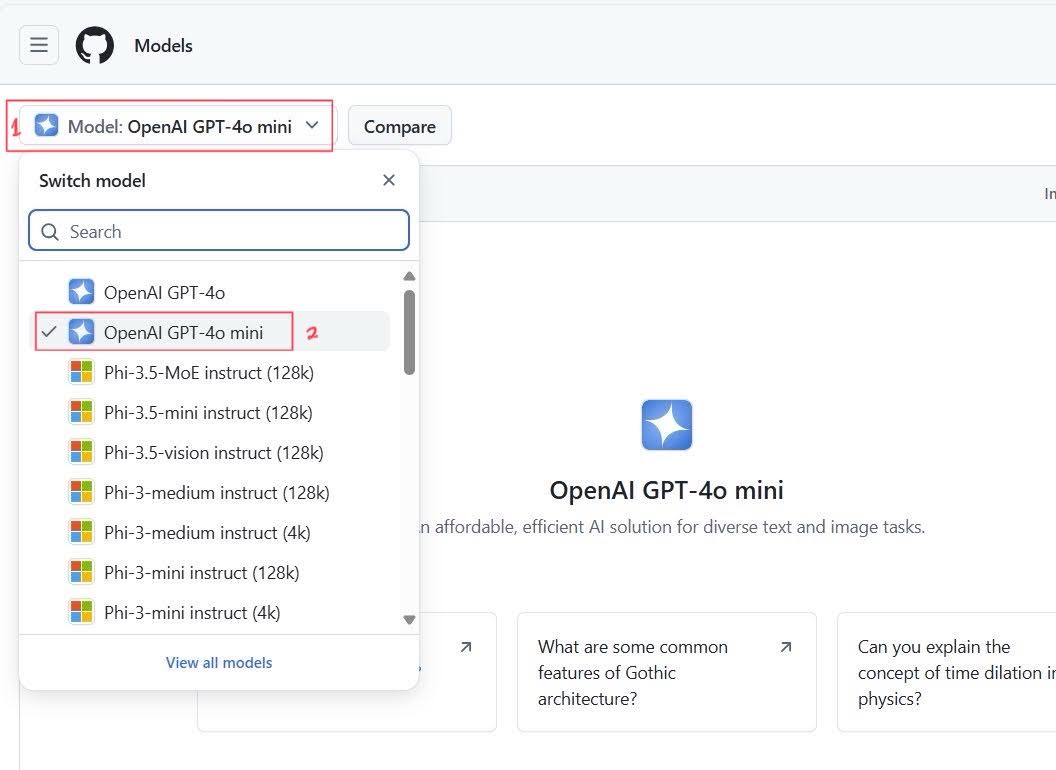 Models
1
Model: OpenAI GPT-4o mini
Compare
Switch model
Search
OpenAI GPT-4o
OpenAI GPT-4o mini
2
Phi-3.5-MoE instruct (128k)
Phi-3.5-mini instruct (128k)
Phi-3.5-vision instruct (128k)
Phi-3-medium instruct (128k)
Phi-3-medium instruct (4k)
Phi-3-mini instruct (128k)
Phi-3-mini instruct (4k)
View all models
OpenAI GPT-4o mini
affordable, efficient AI solution for diverse text and image tasks.
What are some common
features of Gothic
architecture?
Can you explain the
concept of time dilation
physics?